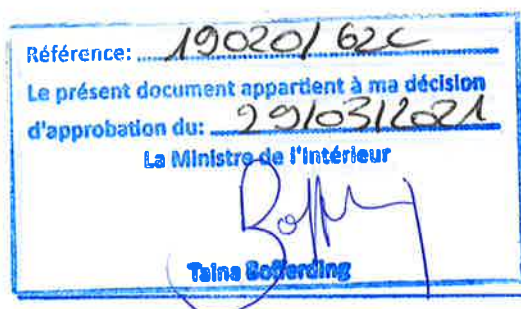 Référence: 19020/62C
Le présent document appartient à ma décision
d'approbation du: 29/03/2021
La Ministre de l'Intérieur
Taina Bofferding